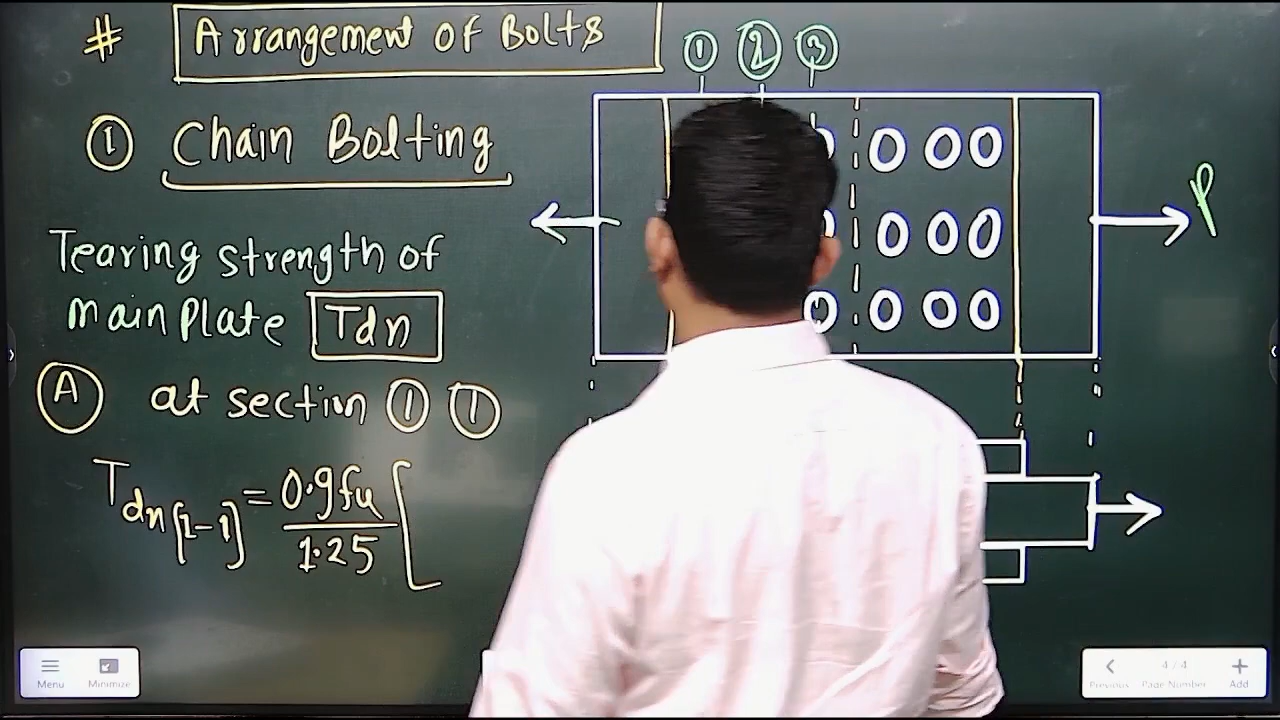 # Arrangement of Bolts
① ② ③
① Chain Bolting
P
Tearing strength of
main Plate Tdn
Ⓐ at section ① ①
Tdn[1-1] = 0.9fu/1.25 [
Menu Minimize
Previous 4 / 4 Page Number Add